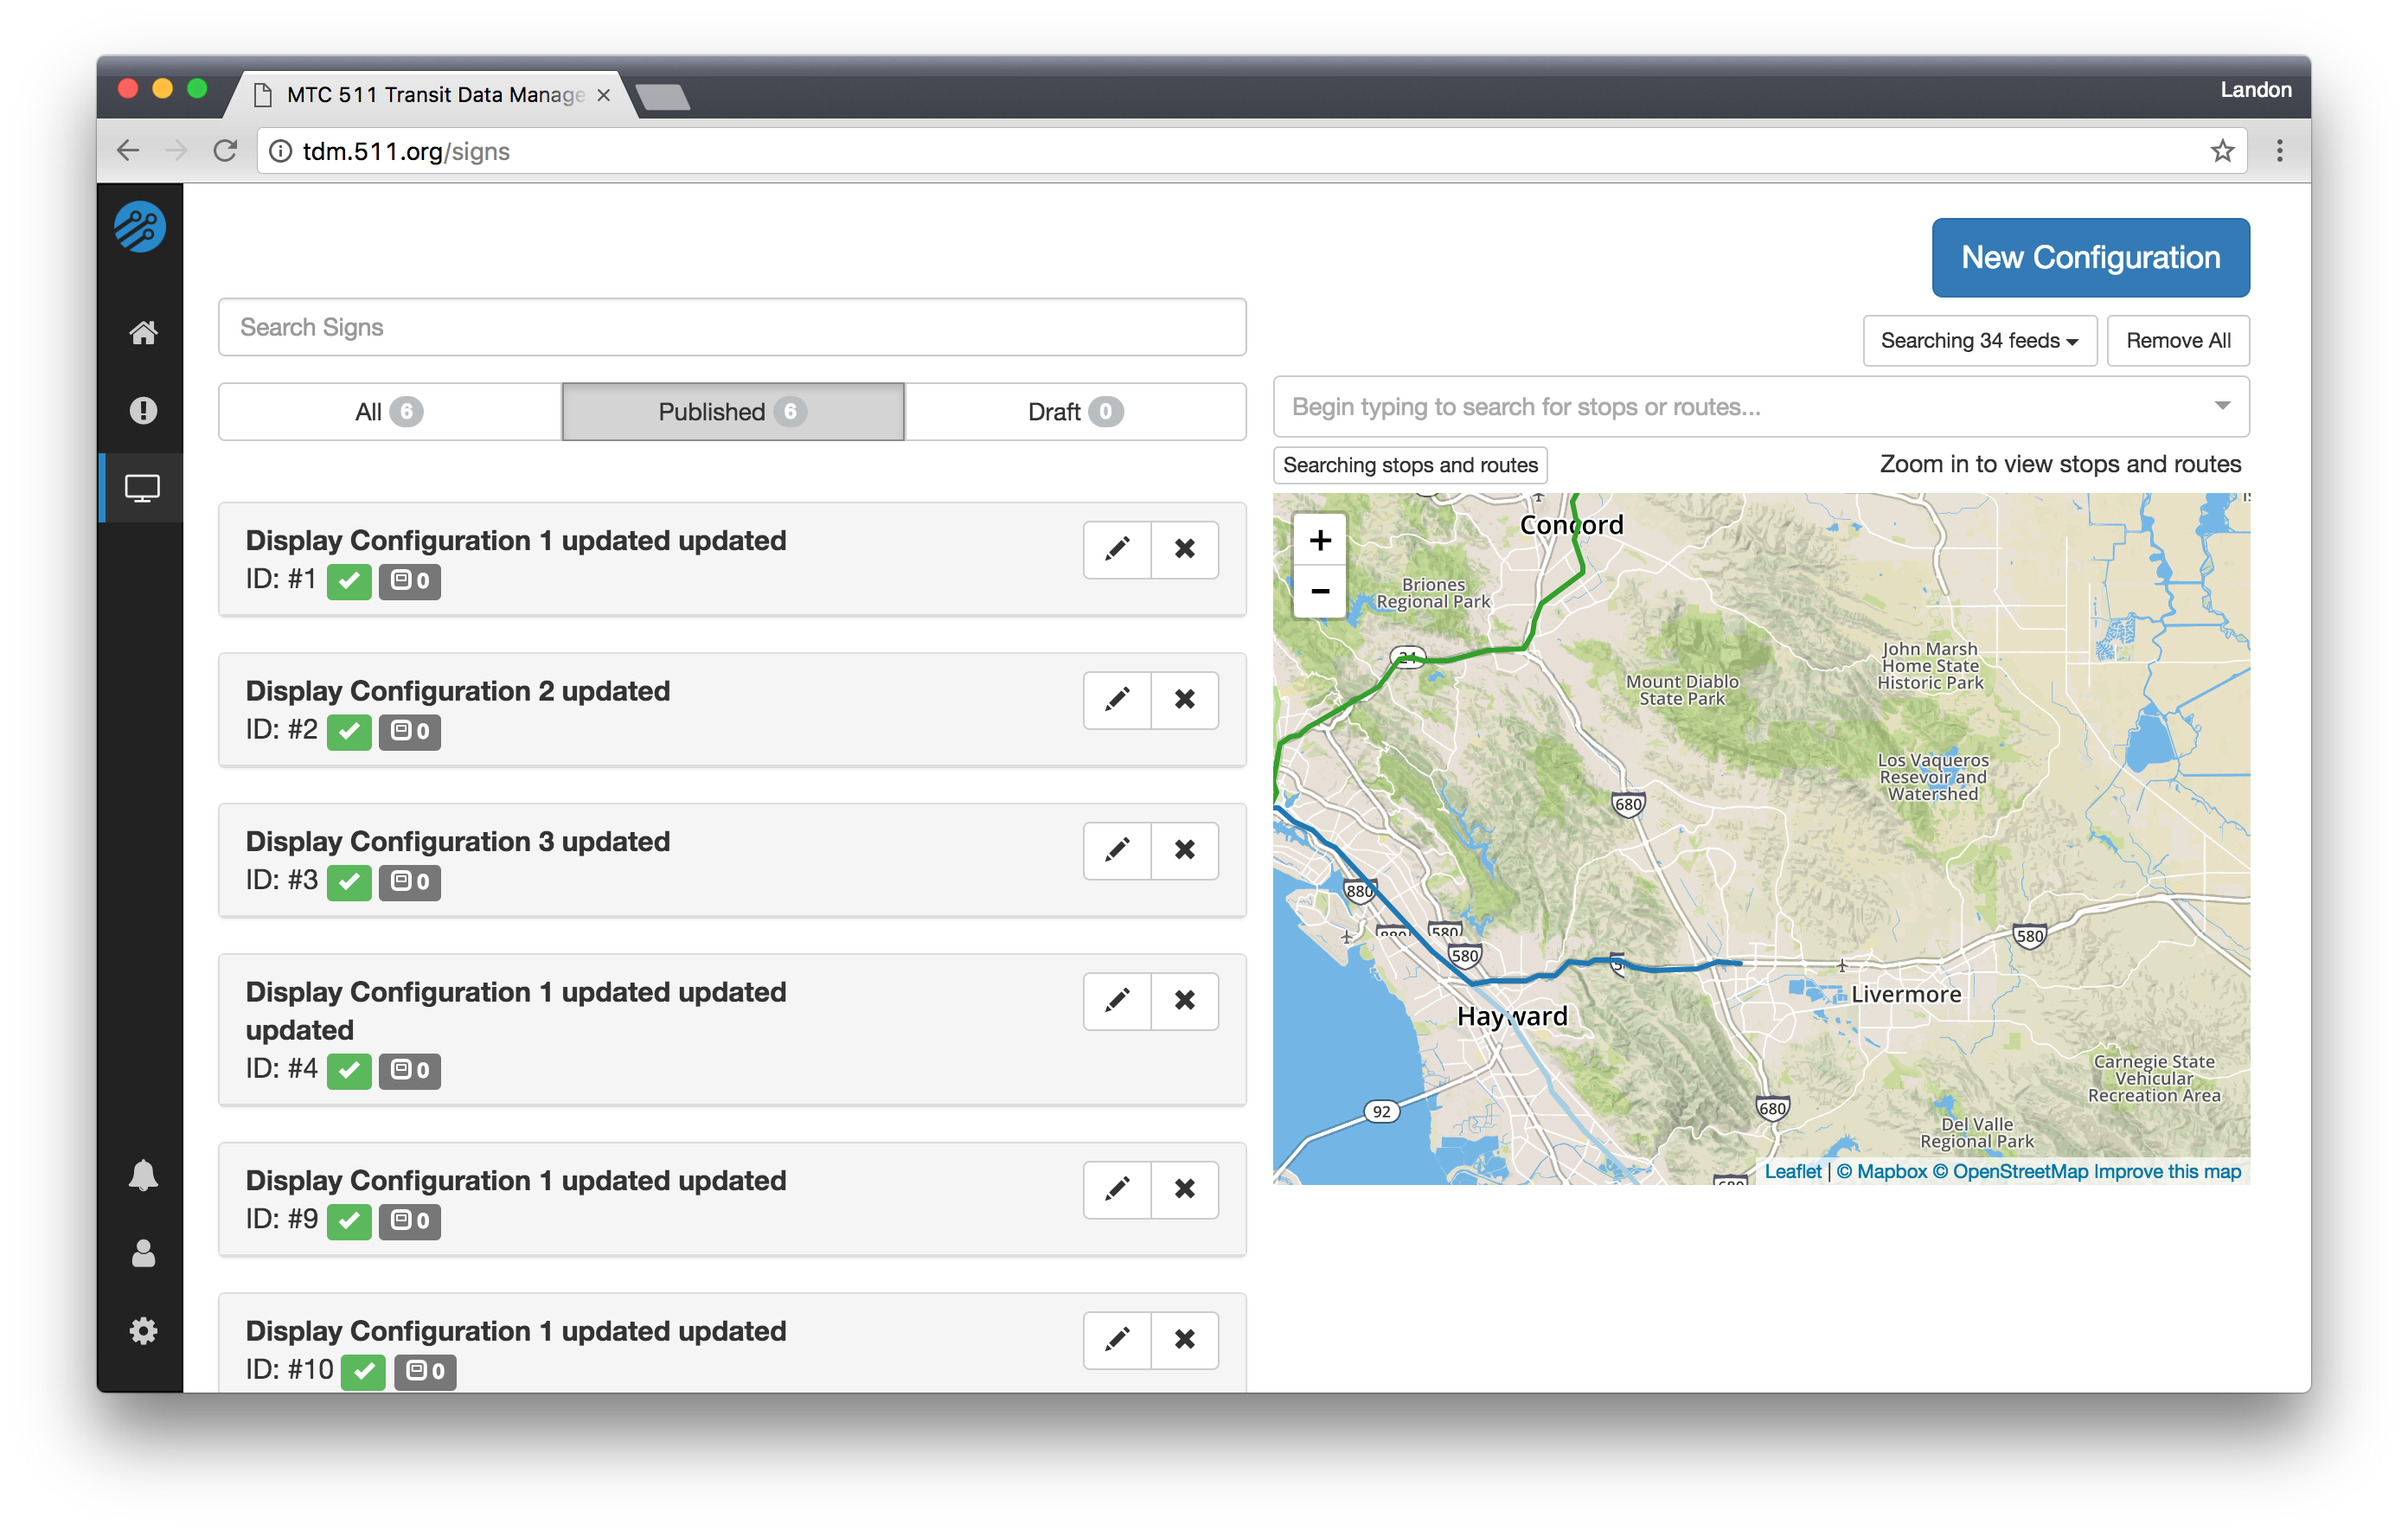 MTC 511 Transit Data Manage
Landon
tdm.511.org/signs
New Configuration
Search Signs
Searching 34 feeds
Remove All
All 6
Published 6
Draft 0
Begin typing to search for stops or routes...
Searching stops and routes
Zoom in to view stops and routes
Display Configuration 1 updated updated
ID: #1
0
Display Configuration 2 updated
ID: #2
0
Display Configuration 3 updated
ID: #3
0
Display Configuration 1 updated updated
updated
ID: #4
0
Display Configuration 1 updated updated
ID: #9
0
Display Configuration 1 updated updated
ID: #10
0
+
−
Concord
Briones
Regional Park
24
John Marsh
Home State
Historic Park
Mount Diablo
State Park
Los Vaqueros
Resevoir and
Watershed
680
880
880
580
580
580
Livermore
Hayward
Carnegie State
Vehicular
Recreation Area
92
680
Del Valle
Regional Park
680
Leaflet | © Mapbox © OpenStreetMap Improve this map